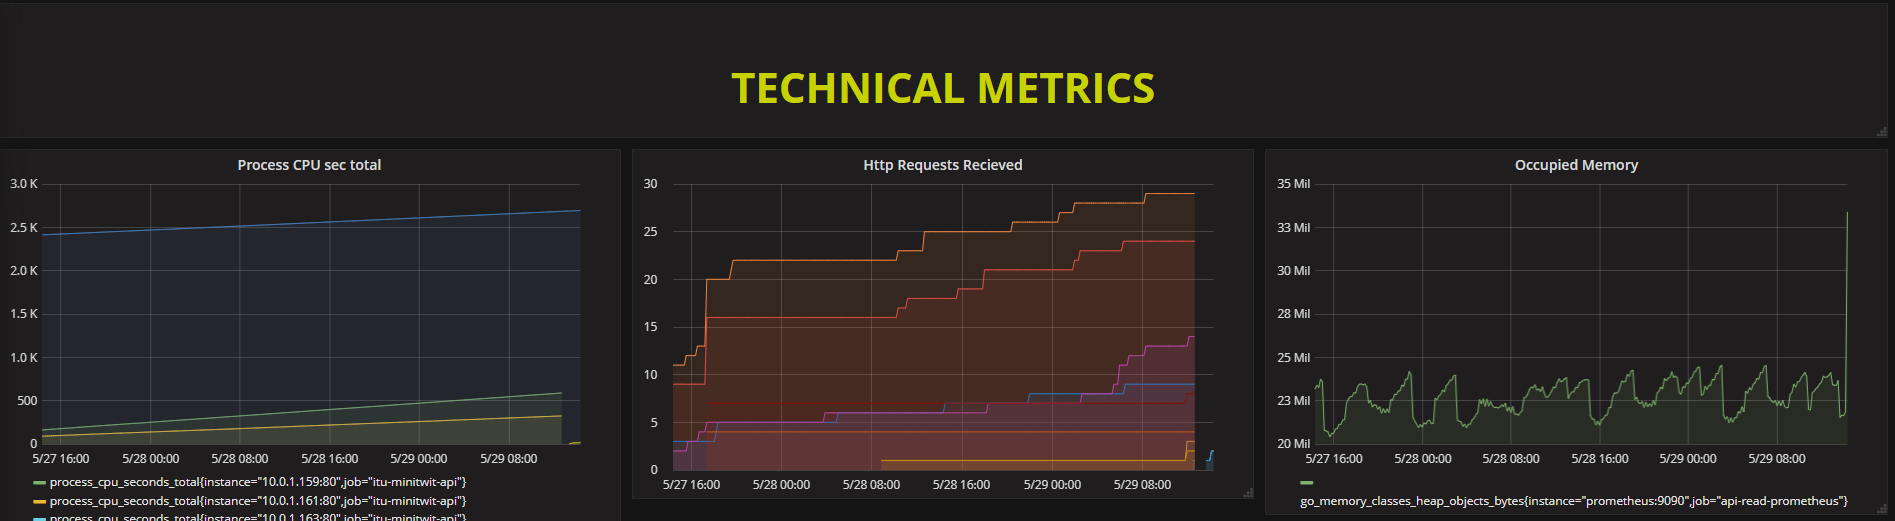 TECHNICAL METRICS
Process CPU sec total
3.0 K
2.5 K
2.0 K
1.5 K
1.0 K
500
0
5/27 16:00 5/28 00:00 5/28 08:00 5/28 16:00 5/29 00:00 5/29 08:00
process_cpu_seconds_total{instance="10.0.1.159:80",job="itu-minitwit-api"}
process_cpu_seconds_total{instance="10.0.1.161:80",job="itu-minitwit-api"}
process_cpu_seconds_total{instance="10.0.1.163:80",job="itu-minitwit-api"}
Http Requests Recieved
30
25
20
15
10
5
0
5/27 16:00 5/28 00:00 5/28 08:00 5/28 16:00 5/29 00:00 5/29 08:00
Occupied Memory
35 Mil
33 Mil
30 Mil
28 Mil
25 Mil
23 Mil
20 Mil
5/27 16:00 5/28 00:00 5/28 08:00 5/28 16:00 5/29 00:00 5/29 08:00
go_memory_classes_heap_objects_bytes{instance="prometheus:9090",job="api-read-prometheus"}